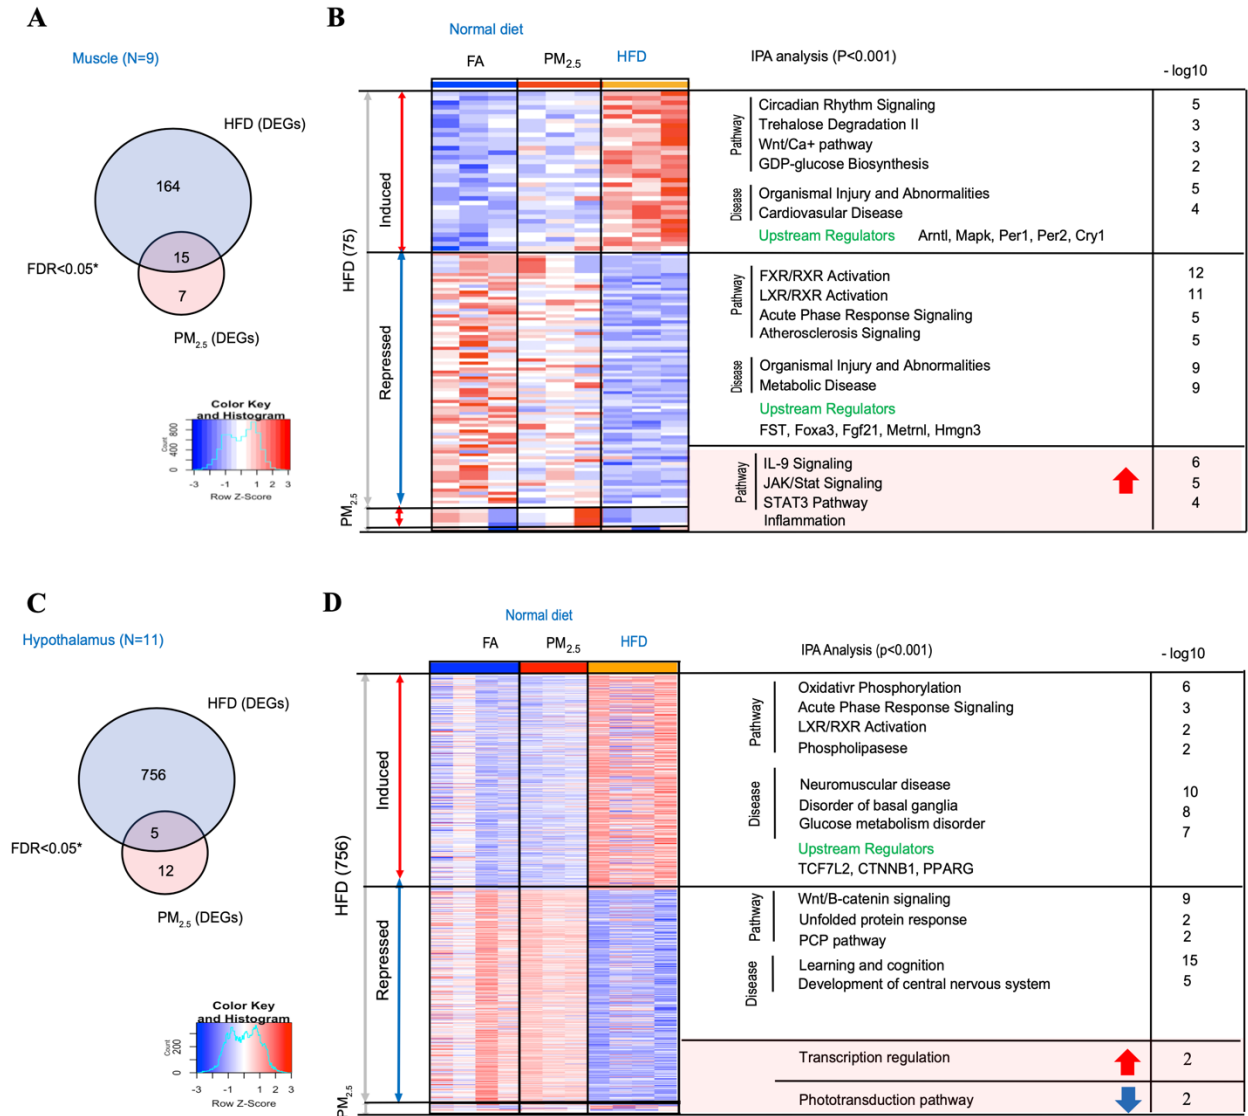 A
Muscle (N=9)
HFD (DEGs)
164
15
FDR<0.05*
7
PM2.5 (DEGs)
Color Key
and Histogram
Count
0 400 800
-3 -1 1 2 3
Row Z-Score
B
Normal diet
FA PM2.5 HFD
IPA analysis (P<0.001)
- log10
HFD (75)
Induced
Repressed
PM2.5
Pathway
Circadian Rhythm Signaling 5
Trehalose Degradation II 3
Wnt/Ca+ pathway 3
GDP-glucose Biosynthesis 2
Disease
Organismal Injury and Abnormalities 5
Cardiovasular Disease 4
Upstream Regulators Arntl, Mapk, Per1, Per2, Cry1
Pathway
FXR/RXR Activation 12
LXR/RXR Activation 11
Acute Phase Response Signaling 5
Atherosclerosis Signaling 5
Disease
Organismal Injury and Abnormalities 9
Metabolic Disease 9
Upstream Regulators
FST, Foxa3, Fgf21, Metrnl, Hmgn3
Pathway
IL-9 Signaling 6
JAK/Stat Signaling 5
STAT3 Pathway 4
Inflammation
C
Hypothalamus (N=11)
HFD (DEGs)
756
5
FDR<0.05*
12
PM2.5 (DEGs)
Color Key
and Histogram
Count
0 200
-3 -1 1 2 3
Row Z-Score
D
Normal diet
FA PM2.5 HFD
IPA Analysis (p<0.001)
- log10
HFD (756)
Induced
Repressed
PM2.5
Pathway
Oxidativr Phosphorylation 6
Acute Phase Response Signaling 3
LXR/RXR Activation 2
Phospholipasese 2
Disease
Neuromuscular disease 10
Disorder of basal ganglia 8
Glucose metabolism disorder 7
Upstream Regulators
TCF7L2, CTNNB1, PPARG
Pathway
Wnt/B-catenin signaling 9
Unfolded protein response 2
PCP pathway 2
Disease
Learning and cognition 15
Development of central nervous system 5
Transcription regulation 2
Phototransduction pathway 2